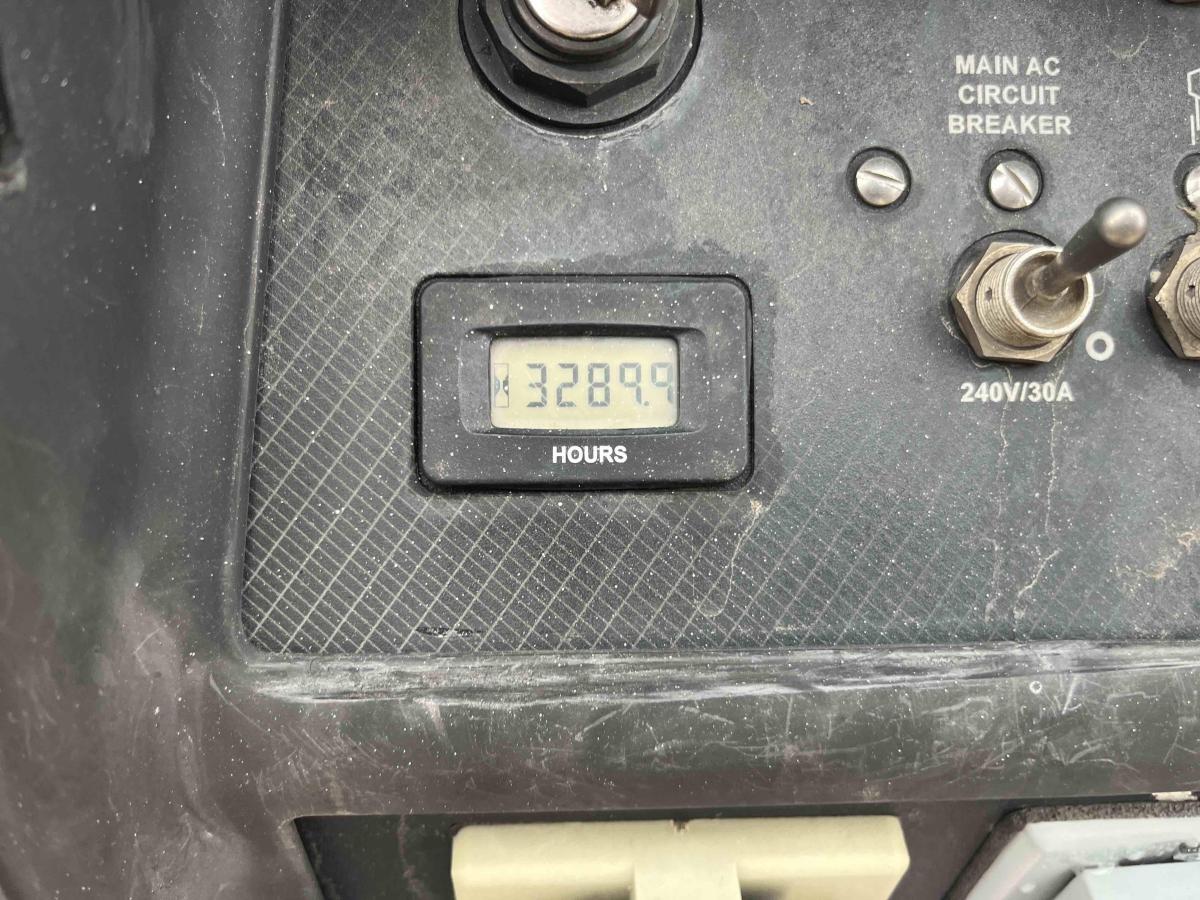 MAIN AC
CIRCUIT
BREAKER
3289.9
HOURS
240V/30A